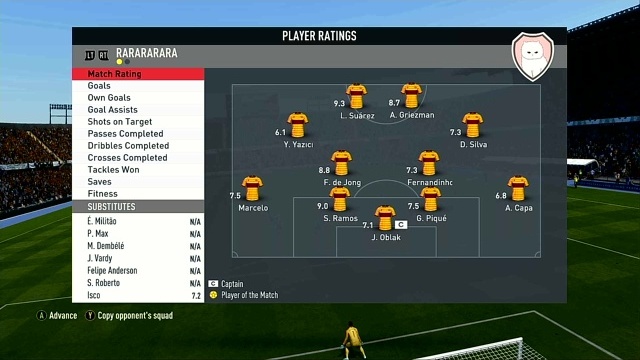 PLAYER RATINGS
LT RT RARARARARA
Match Rating
Goals
Own Goals
Goal Assists
Shots on Target
Passes Completed
Dribbles Completed
Crosses Completed
Tackles Won
Saves
Fitness
SUBSTITUTES
É. Militão N/A
P. Max N/A
M. Dembélé N/A
J. Vardy N/A
Felipe Anderson N/A
S. Roberto N/A
Isco 7.2
9.3 L. Suárez
8.7 A. Griezman
6.1 Y. Yazıcı
7.3 D. Silva
8.8 F. de Jong
7.3 Fernandinho
7.5 Marcelo
9.0 S. Ramos
7.5 G. Piqué
6.8 A. Capa
7.1 C
J. Oblak
C Captain
Player of the Match
A Advance Y Copy opponent's squad